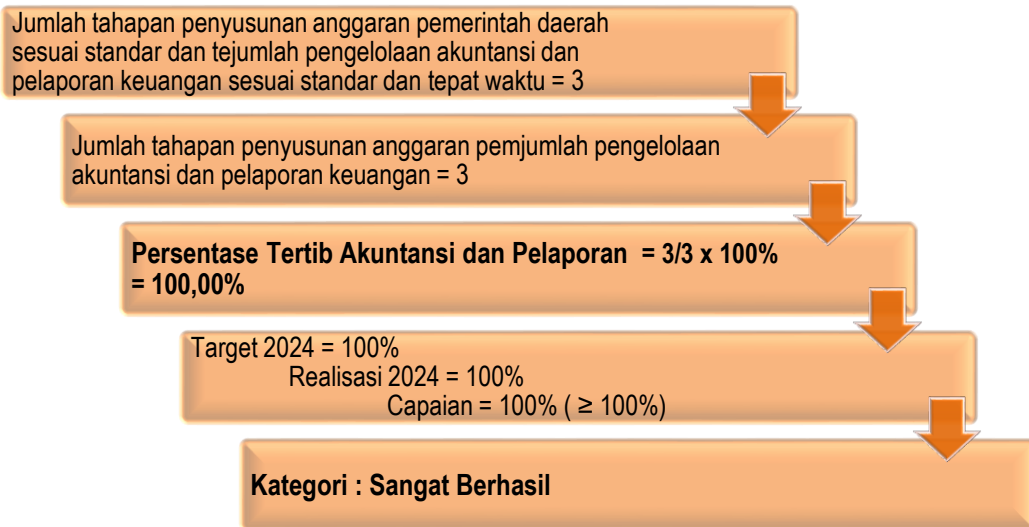 Jumlah tahapan penyusunan anggaran pemerintah daerah
sesuai standar dan tejumlah pengelolaan akuntansi dan
pelaporan keuangan sesuai standar dan tepat waktu = 3
Jumlah tahapan penyusunan anggaran pemjumlah pengelolaan
akuntansi dan pelaporan keuangan = 3
Persentase Tertib Akuntansi dan Pelaporan = 3/3 x 100%
= 100,00%
Target 2024 = 100%
Realisasi 2024 = 100%
Capaian = 100% ( ≥ 100%)
Kategori : Sangat Berhasil